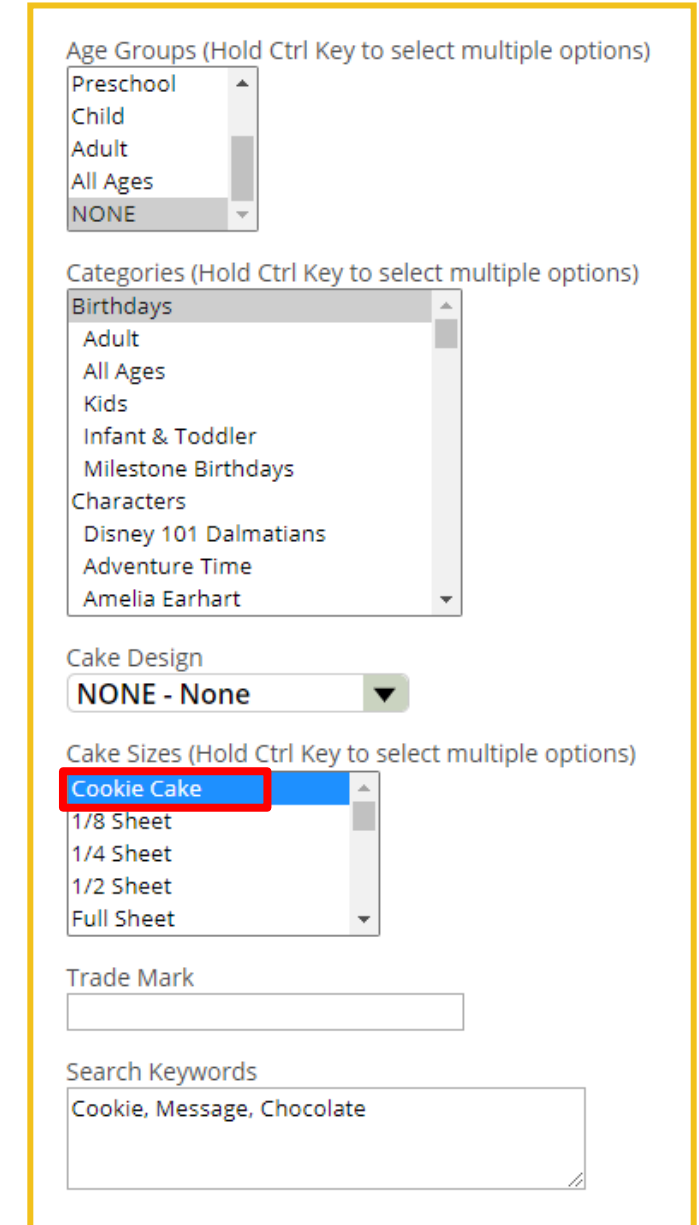 Age Groups (Hold Ctrl Key to select multiple options)
Preschool
Child
Adult
All Ages
NONE
Categories (Hold Ctrl Key to select multiple options)
Birthdays
Adult
All Ages
Kids
Infant & Toddler
Milestone Birthdays
Characters
Disney 101 Dalmatians
Adventure Time
Amelia Earhart
Cake Design
NONE - None
Cake Sizes (Hold Ctrl Key to select multiple options)
Cookie Cake
1/8 Sheet
1/4 Sheet
1/2 Sheet
Full Sheet
Trade Mark
Search Keywords
Cookie, Message, Chocolate